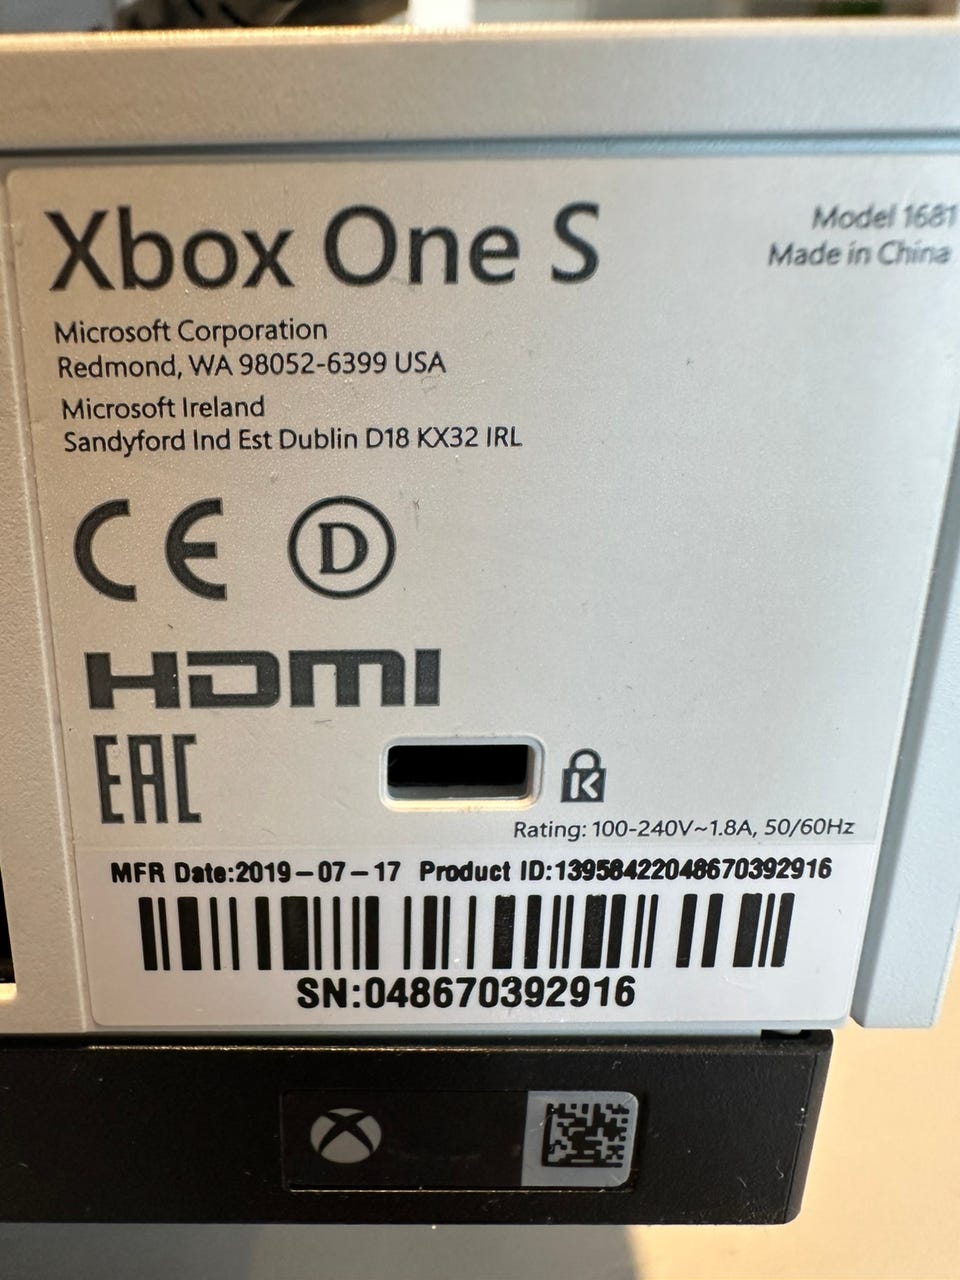 Xbox One S
Model 1681
Made in China
Microsoft Corporation
Redmond, WA 98052-6399 USA
Microsoft Ireland
Sandyford Ind Est Dublin D18 KX32 IRL
CE D
HDMI
EAC
K
Rating: 100-240V~1.8A, 50/60Hz
MFR Date:2019-07-17 Product ID:13958422048670392916
SN:048670392916